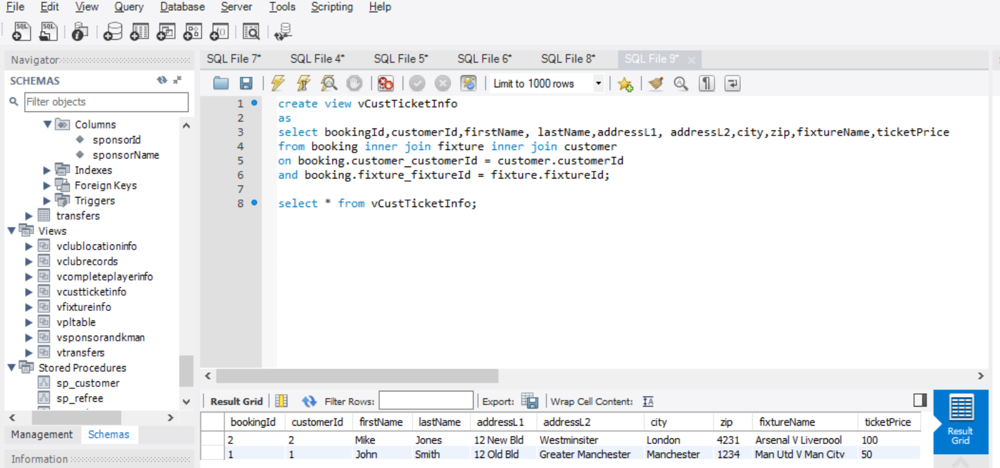 File Edit View Query Database Server Tools Scripting Help
SQL SQL
Navigator
SCHEMAS
Filter objects
Columns
sponsorId
sponsorName
Indexes
Foreign Keys
Triggers
transfers
Views
vclublocationinfo
vclubrecords
vcompleteplayerinfo
vcustticketinfo
vfixtureinfo
vpltable
vsponsorandkman
vtransfers
Stored Procedures
sp_customer
sp_refree
Management Schemas
Information
SQL File 7* SQL File 4* SQL File 5* SQL File 6* SQL File 8* SQL File 9*
Limit to 1000 rows
1 create view vCustTicketInfo
2 as
3 select bookingId,customerId,firstName, lastName,addressL1, addressL2,city,zip,fixtureName,ticketPrice
4 from booking inner join fixture inner join customer
5 on booking.customer_customerId = customer.customerId
6 and booking.fixture_fixtureId = fixture.fixtureId;
7
8 select * from vCustTicketInfo;
Result Grid Filter Rows: Export: Wrap Cell Content: IA
bookingId customerId firstName lastName addressL1 addressL2 city zip fixtureName ticketPrice
2 2 Mike Jones 12 New Bld Westminsiter London 4231 Arsenal V Liverpool 100
1 1 John Smith 12 Old Bld Greater Manchester Manchester 1234 Man Utd V Man City 50
Result
Grid